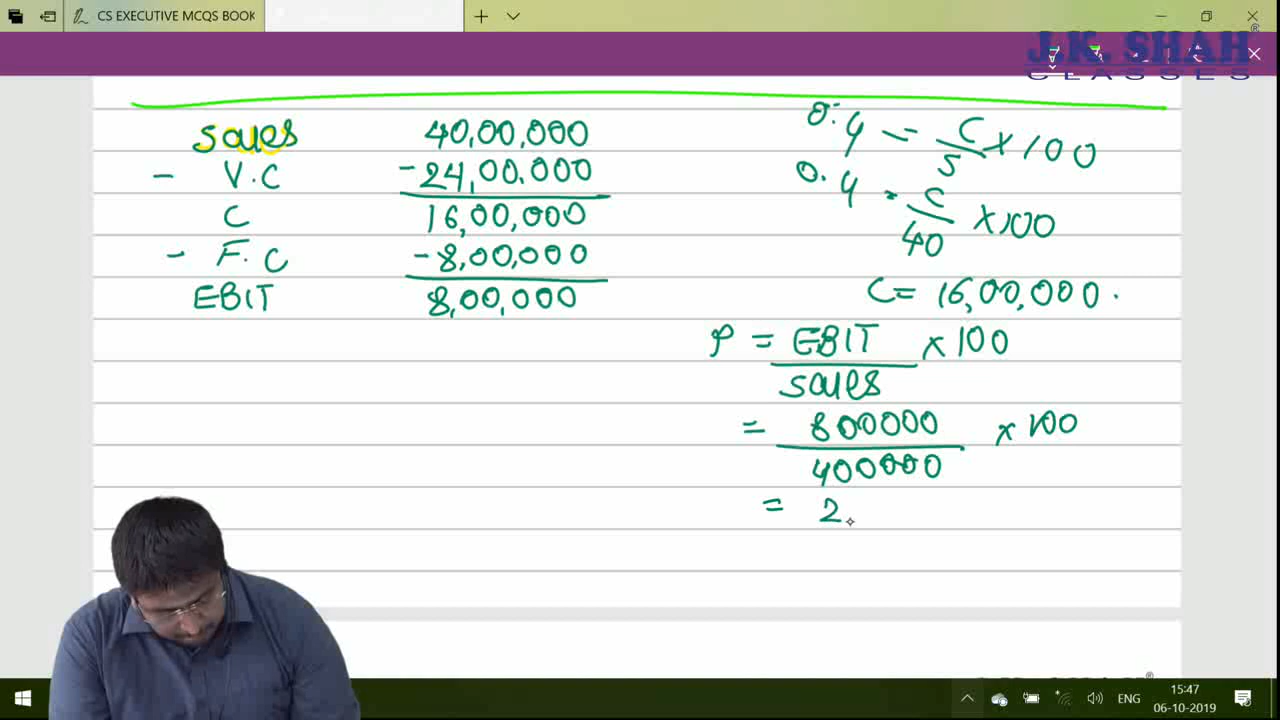 CS EXECUTIVE MCQS BOOK
J.K. SHAH ®
CLASSES
Sales 40,00,000
- V.C -24,00,000
C 16,00,000
- F.C -8,00,000
EBIT 8,00,000
0.4 = C/S × 100
0.4 = C/40 × 100
C = 16,00,000.
P = EBIT/Sales × 100
= 800000/400000 × 100
= 2
ENG
15:47
06-10-2019